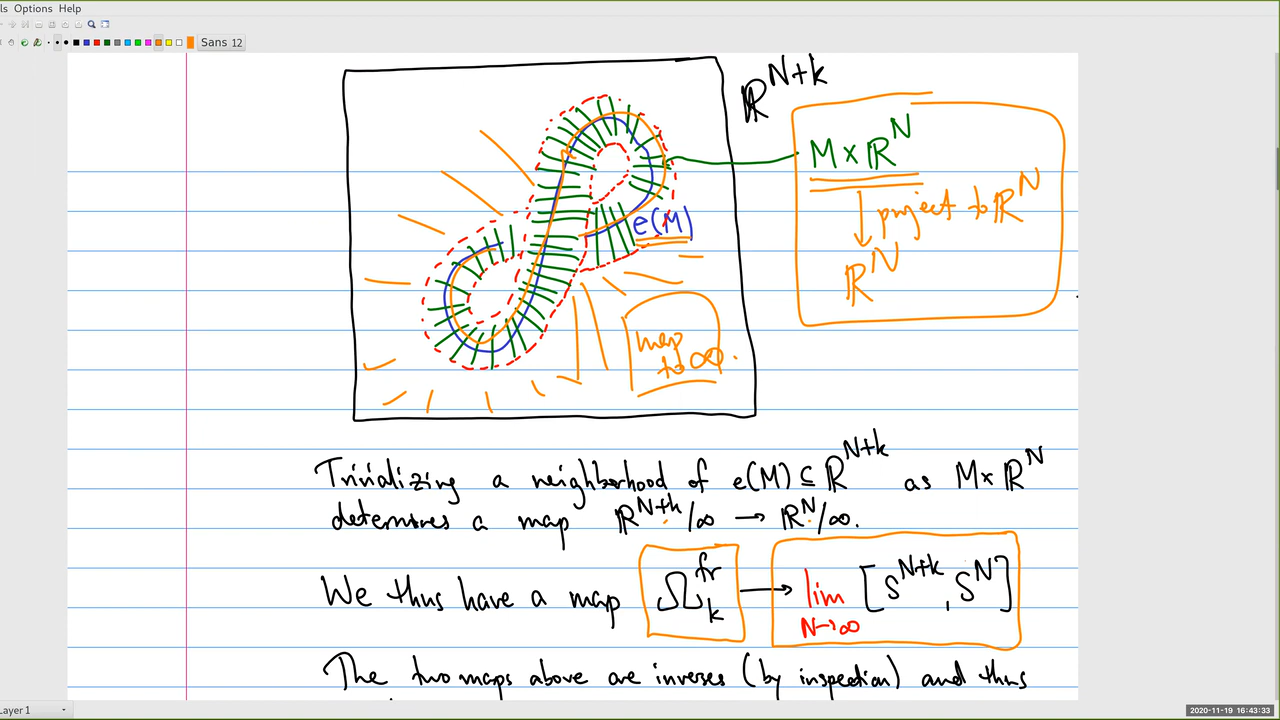 ls Options Help
Sans 12
ℝ^{N+k}
M × ℝ^N
project to ℝ^N
ℝ^N
e(M)
map
to ∞.
Trivializing a neighborhood of e(M) ⊆ ℝ^{N+k} as M × ℝ^N
determines a map ℝ^{N+k}/∞ → ℝ^N/∞.
We thus have a map Ω_k^{fr} → lim_{N→∞} [S^{N+k}, S^N]
The two maps above are inverses (by inspection) and thus
Layer 1
2020-11-19 16:43:33